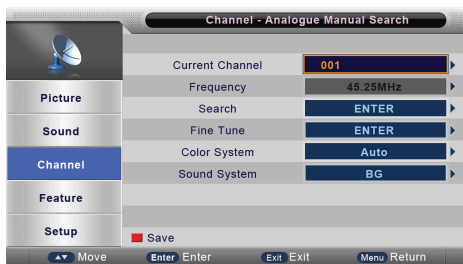 Channel - Analogue Manual Search
Picture
Sound
Channel
Feature
Setup
Current Channel 001
Frequency 45.25MHz
Search ENTER
Fine Tune ENTER
Color System Auto
Sound System BG
Save
Move Enter Enter Exit Exit Menu Return